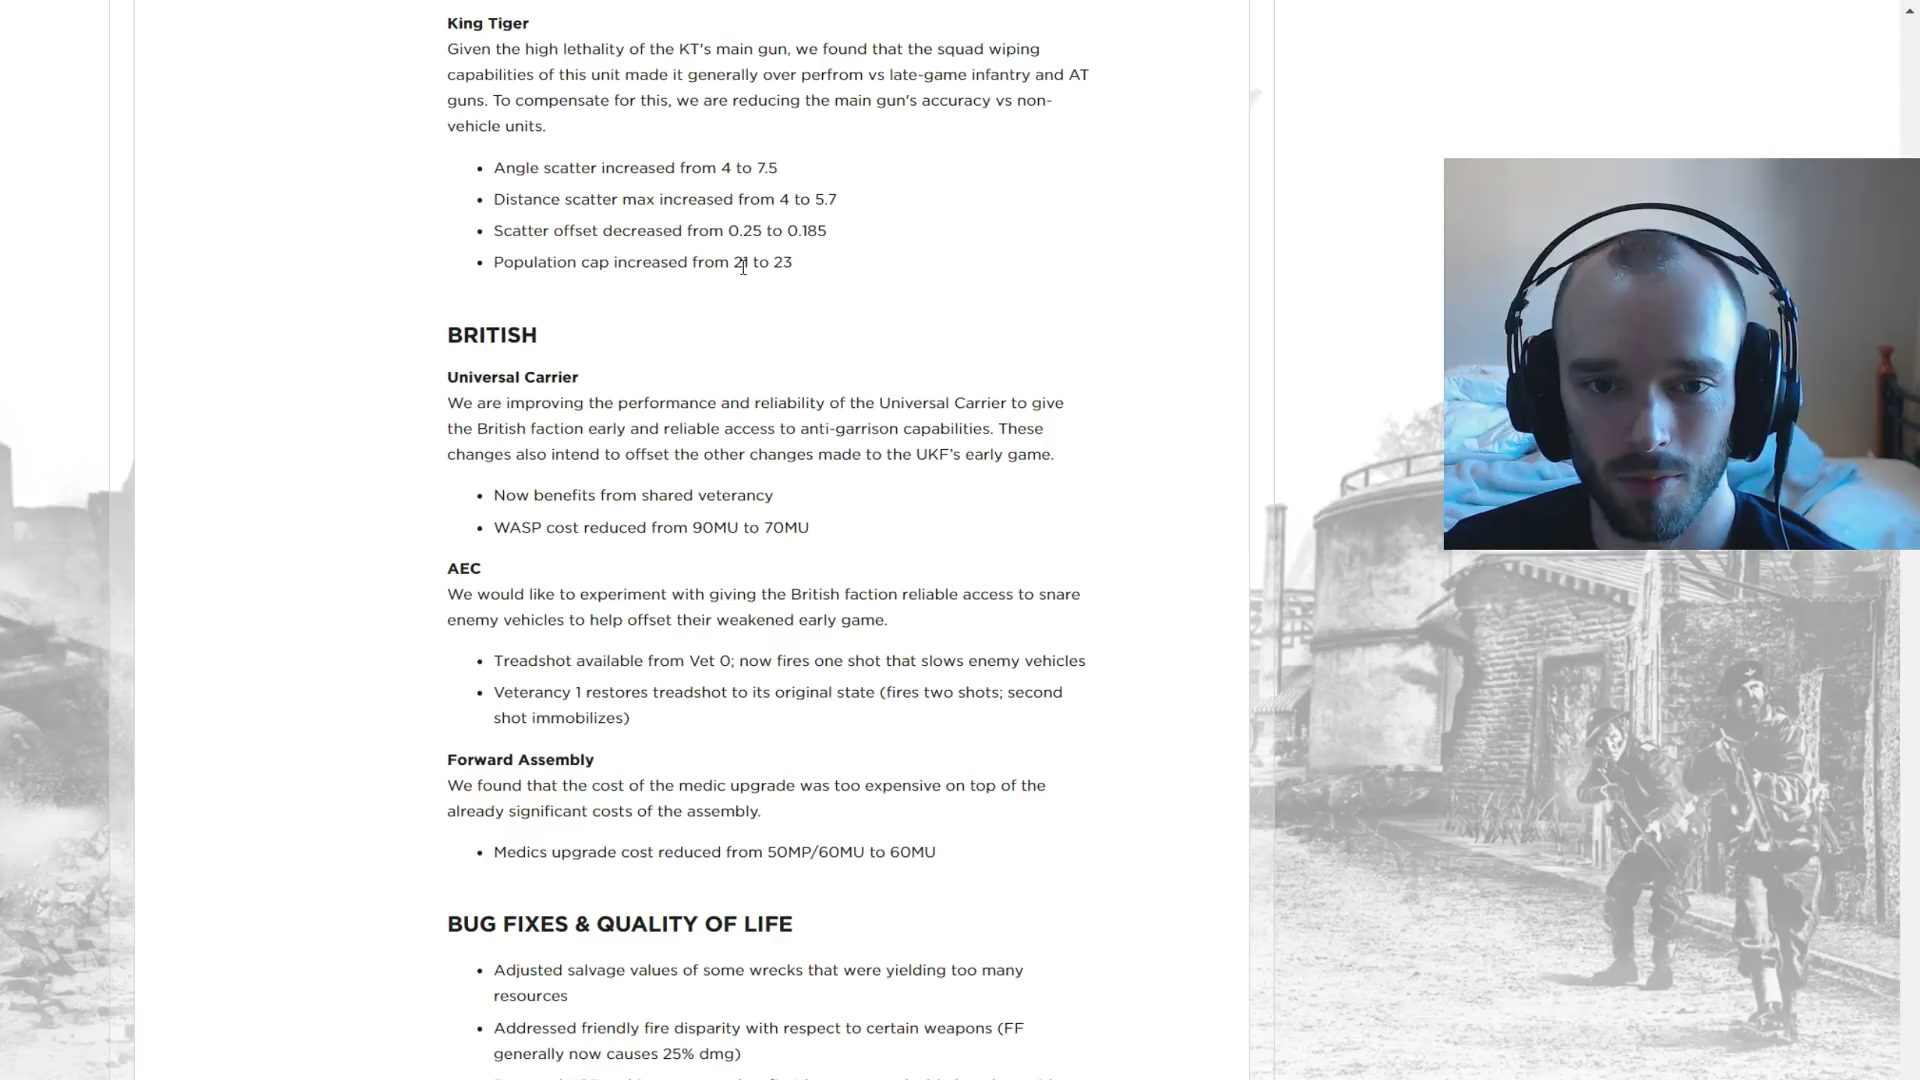 King Tiger
Given the high lethality of the KT's main gun, we found that the squad wiping
capabilities of this unit made it generally over perfrom vs late-game infantry and AT
guns. To compensate for this, we are reducing the main gun's accuracy vs non-
vehicle units.
• Angle scatter increased from 4 to 7.5
• Distance scatter max increased from 4 to 5.7
• Scatter offset decreased from 0.25 to 0.185
• Population cap increased from 21 to 23
BRITISH
Universal Carrier
We are improving the performance and reliability of the Universal Carrier to give
the British faction early and reliable access to anti-garrison capabilities. These
changes also intend to offset the other changes made to the UKF's early game.
• Now benefits from shared veterancy
• WASP cost reduced from 90MU to 70MU
AEC
We would like to experiment with giving the British faction reliable access to snare
enemy vehicles to help offset their weakened early game.
• Treadshot available from Vet 0; now fires one shot that slows enemy vehicles
• Veterancy 1 restores treadshot to its original state (fires two shots; second
shot immobilizes)
Forward Assembly
We found that the cost of the medic upgrade was too expensive on top of the
already significant costs of the assembly.
• Medics upgrade cost reduced from 50MP/60MU to 60MU
BUG FIXES & QUALITY OF LIFE
• Adjusted salvage values of some wrecks that were yielding too many
resources
• Addressed friendly fire disparity with respect to certain weapons (FF
generally now causes 25% dmg)